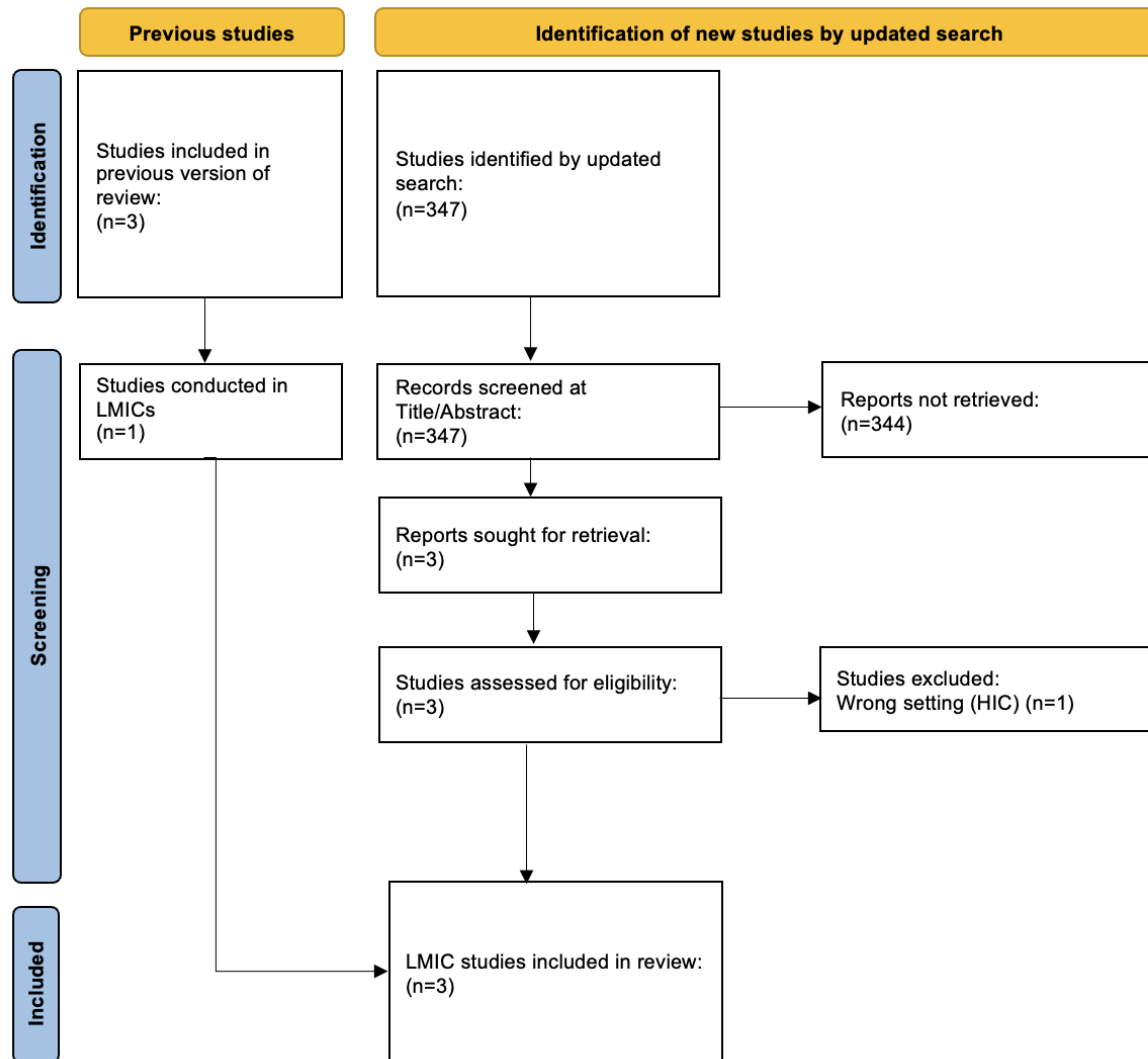 Previous studies
Identification of new studies by updated search
Identification
Studies included in
previous version of
review:
(n=3)
Studies identified by updated
search:
(n=347)
Screening
Studies conducted in
LMICs
(n=1)
Records screened at
Title/Abstract:
(n=347)
Reports not retrieved:
(n=344)
Reports sought for retrieval:
(n=3)
Studies assessed for eligibility:
(n=3)
Studies excluded:
Wrong setting (HIC) (n=1)
Included
LMIC studies included in review:
(n=3)